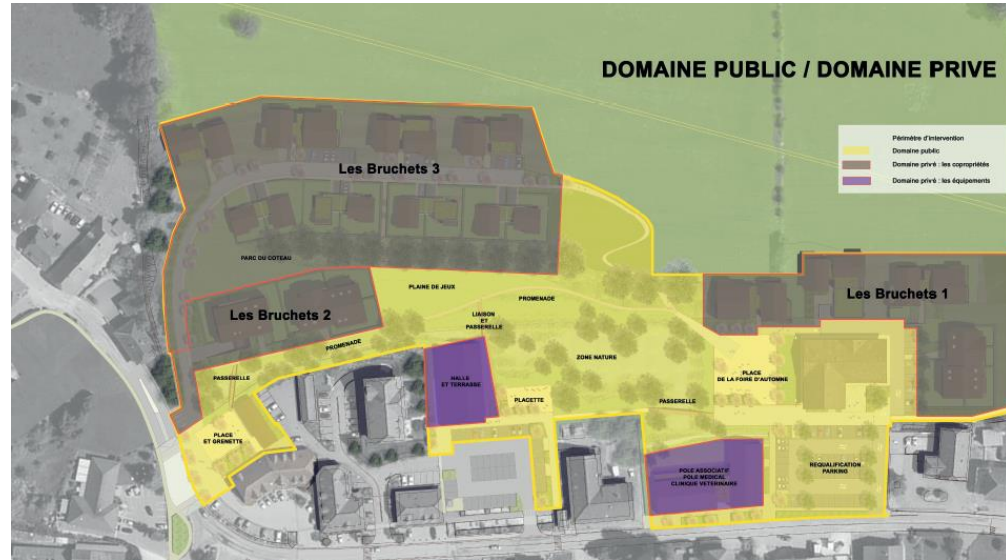 DOMAINE PUBLIC / DOMAINE PRIVE
Périmètre d'intervention
Domaine public
Domaine privé : les copropriétés
Domaine privé : les équipements
Les Bruchets 3
PARC DU COTEAU
Les Bruchets 2
PLAINE DE JEUX
PROMENADE
Les Bruchets 1
LIAISON
ET
PASSERELLE
PROMENADE
ZONE NATURE
PASSERELLE
HALLE
ET TERRASSE
PLACE
DE LA FOIRE D'AUTOMNE
PLACETTE
PASSERELLE
PLACE
ET GRENETTE
POLE ASSOCIATIF
POLE MEDICAL
CLINIQUE VETERINAIRE
REQUALIFICATION
PARKING